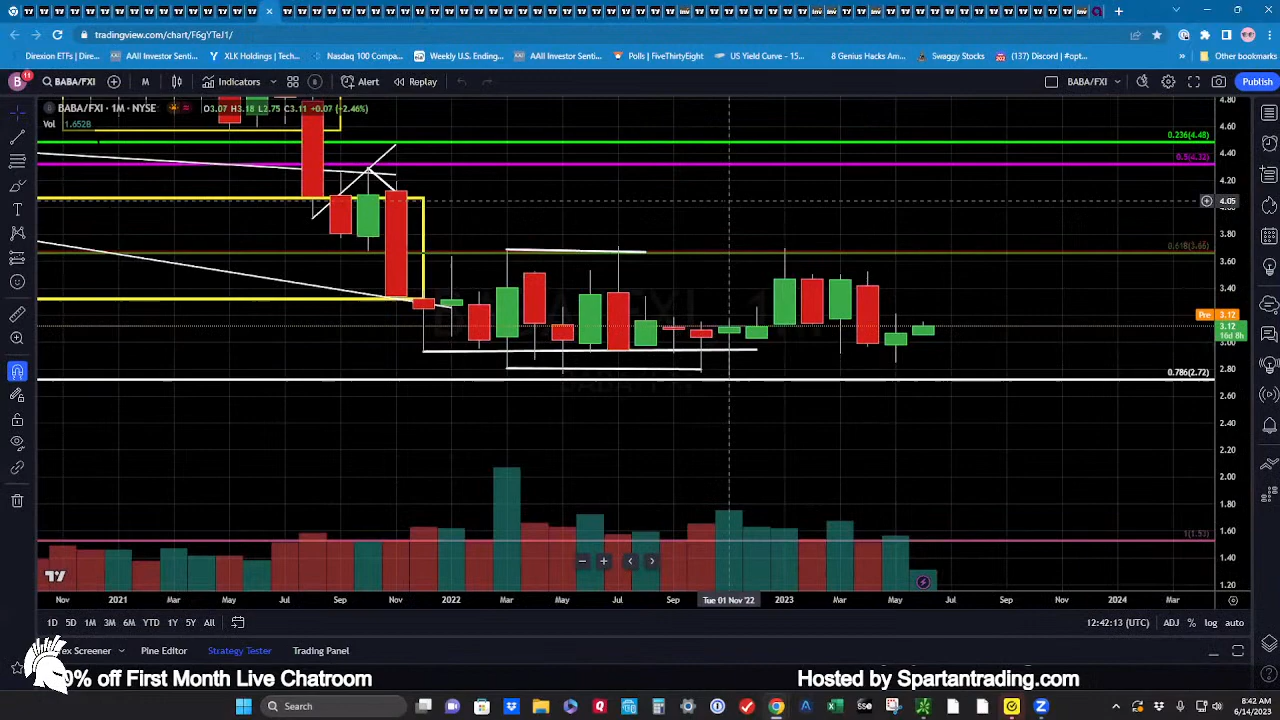 tradingview.com/chart/F6gYTeJ1/
Direxion ETFs | Dire...
AAII Investor Senti...
XLK Holdings | Tech...
Nasdaq 100 Compa...
Weekly U.S. Ending...
AAII Investor Senti...
Polls | FiveThirtyEight
US Yield Curve - 15...
8 Genius Hacks Am...
Swaggy Stocks
(137) Discord | #opt...
Other bookmarks
B
11
BABA/FXI
M
Indicators
Alert
Replay
BABA/FXI
Publish
BABA/FXI · 1M · NYSE
O3.07 H3.18 L2.75 C3.11 +0.07 (+2.46%)
Vol 1.652B
4.80
4.60
0.236(4.48)
4.40
0.5(4.32)
4.05
3.80
0.618(3.66)
3.60
3.40
Pre 3.12
3.12
16d 8h
3.00
2.80
0.786(2.72)
2.60
2.40
2.20
2.00
1.80
1.60
1(1.53)
1.40
1.20
Nov
2021
Mar
May
Jul
Sep
Nov
2022
Mar
May
Jul
Sep
Tue 01 Nov '22
2023
Mar
May
Jul
Sep
Nov
2024
Mar
1D 5D 1M 3M 6M YTD 1Y 5Y All
12:42:13 (UTC)
ADJ % log auto
ex Screener
Pine Editor
Strategy Tester
Trading Panel
0% off First Month Live Chatroom
Hosted by Spartantrading.com
Search
8:42 AM
6/14/2023